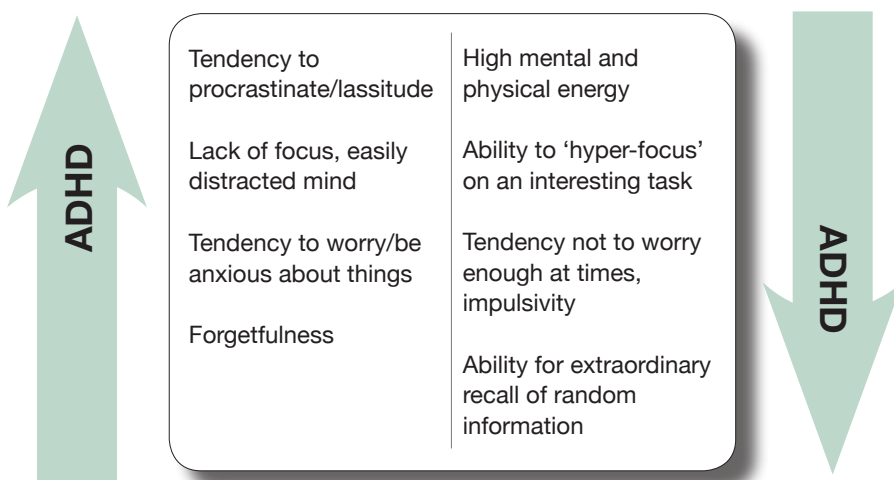 ADHD
Tendency to
procrastinate/lassitude
Lack of focus, easily
distracted mind
Tendency to worry/be
anxious about things
Forgetfulness
High mental and
physical energy
Ability to ‘hyper-focus’
on an interesting task
Tendency not to worry
enough at times,
impulsivity
Ability for extraordinary
recall of random
information
ADHD